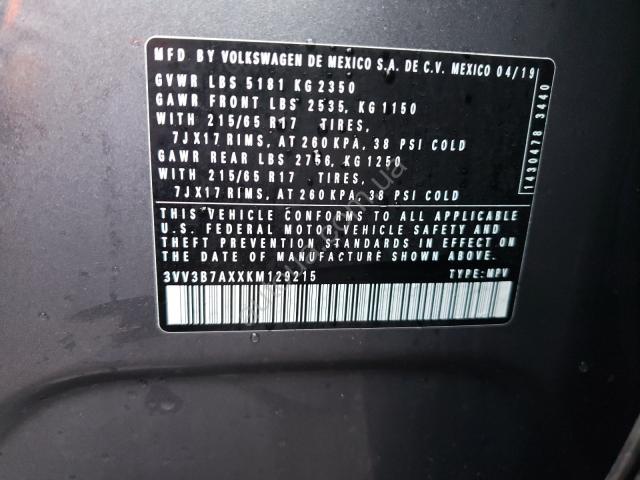 MFD BY VOLKSWAGEN DE MEXICO S.A. DE C.V. MEXICO 04/19
GVWR LBS 5181 KG 2350
GAWR FRONT LBS 2535, KG 1150
WITH 215/65 R17 TIRES,
7JX17 RIMS, AT 260 KPA, 38 PSI COLD
GAWR REAR LBS 2756, KG 1250
WITH 215/65 R17 TIRES,
7JX17 RIMS, AT 260 KPA, 38 PSI COLD
THIS VEHICLE CONFORMS TO ALL APPLICABLE
U.S. FEDERAL MOTOR VEHICLE SAFETY AND
THEFT PREVENTION STANDARDS IN EFFECT ON
THE DATE OF MANUFACTURE SHOWN ABOVE.
3VV3B7AXXKM129215 TYPE: MPV
1430478 3440